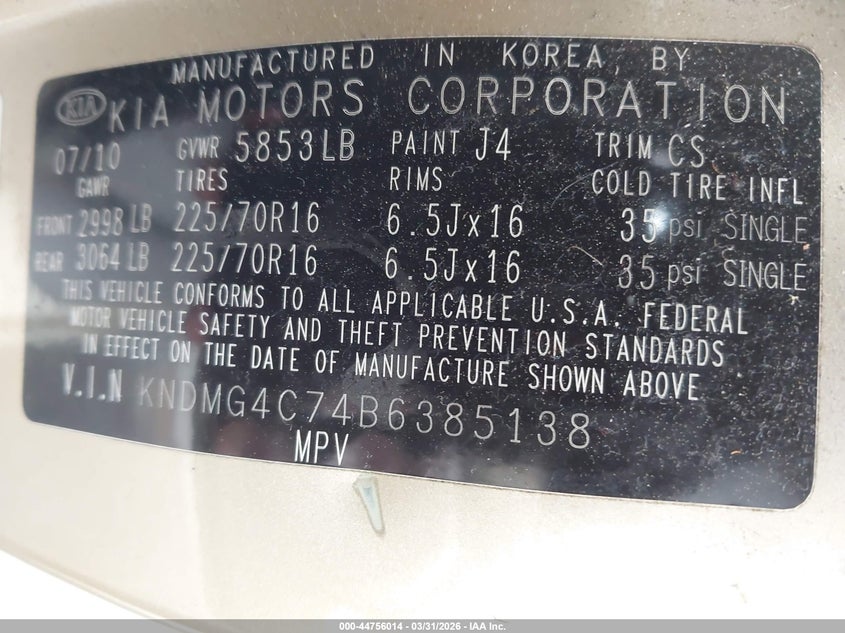 MANUFACTURED IN KOREA, BY
KIA KIA MOTORS CORPORATION
07/10 GVWR 5853LB PAINT J4 TRIM CS
GAWR TIRES RIMS COLD TIRE INFL
FRONT 2998 LB 225/70R16 6.5Jx16 35 psi SINGLE
REAR 3064 LB 225/70R16 6.5Jx16 35 psi SINGLE
THIS VEHICLE CONFORMS TO ALL APPLICABLE U.S.A. FEDERAL
MOTOR VEHICLE SAFETY AND THEFT PREVENTION STANDARDS
IN EFFECT ON THE DATE OF MANUFACTURE SHOWN ABOVE
V.I.N KNDMG4C74B6385138
MPV
000-44756014 — 03/31/2026 — IAA Inc.